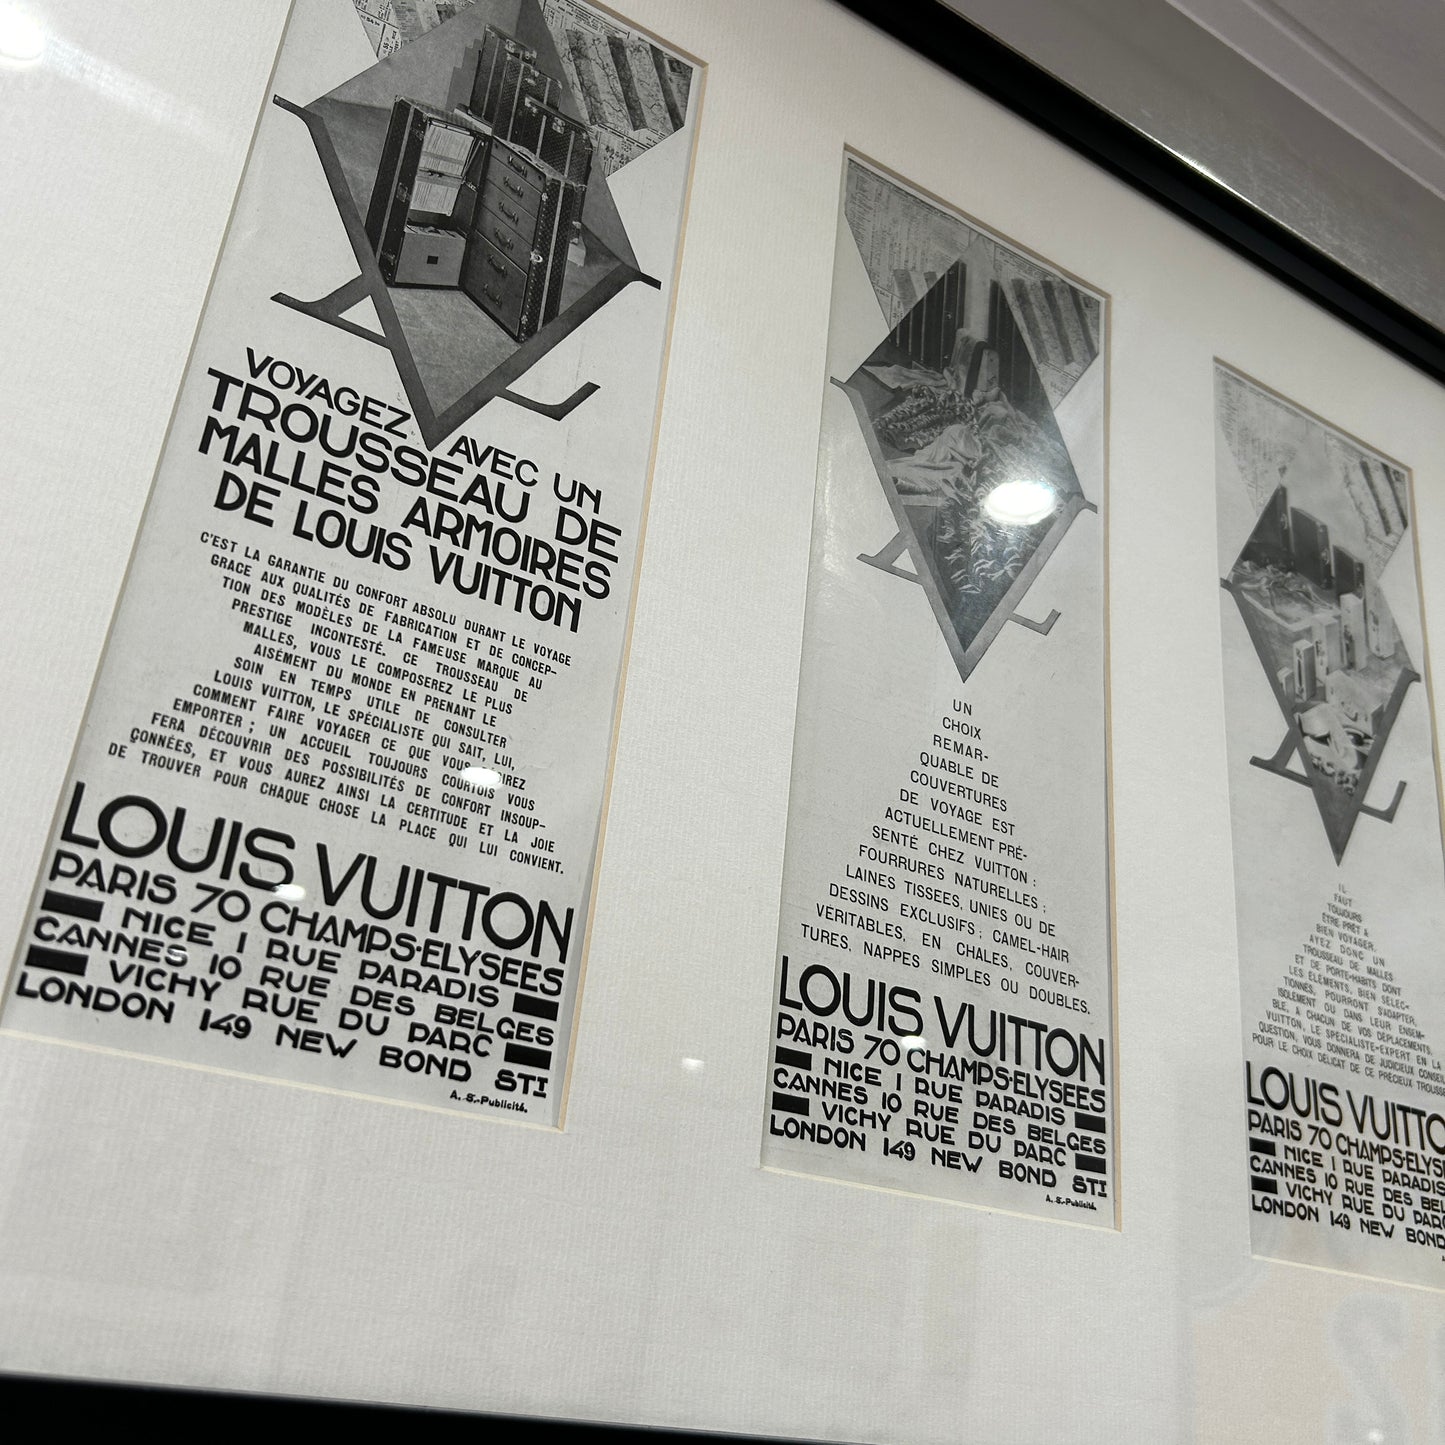 VOYAGEZ AVEC UN
TROUSSEAU DE
MALLES ARMOIRES
DE LOUIS VUITTON
C'EST LA GARANTIE DU CONFORT ABSOLU DURANT LE VOYAGE
GRACE AUX QUALITÉS DE FABRICATION ET DE CONCEP-
TION DES MODÈLES DE LA FAMEUSE MARQUE AU
PRESTIGE INCONTESTÉ. CE TROUSSEAU DE
MALLES, VOUS LE COMPOSEREZ LE PLUS
AISÉMENT DU MONDE EN PRENANT LE
SOIN EN TEMPS UTILE DE CONSULTER
LOUIS VUITTON, LE SPÉCIALISTE QUI SAIT, LUI,
COMMENT FAIRE VOYAGER CE QUE VOUS
EMPORTER ; UN ACCUEIL TOUJOURS COURTOIS VOUS
FERA DÉCOUVRIR DES POSSIBILITÉS DE CONFORT INSOUP-
ÇONNÉES, ET VOUS AUREZ AINSI LA CERTITUDE ET LA JOIE
DE TROUVER POUR CHAQUE CHOSE LA PLACE QUI LUI CONVIENT.
LOUIS VUITTON
PARIS 70 CHAMPS-ELYSEES
NICE 1 RUE PARADIS
CANNES 10 RUE DES BELGES
VICHY RUE DU PARC
LONDON 149 NEW BOND ST
A. S.-Publicité.
UN
CHOIX
REMAR-
QUABLE DE
COUVERTURES
DE VOYAGE EST
ACTUELLEMENT PRÉ-
SENTÉ CHEZ VUITTON :
FOURRURES NATURELLES ;
LAINES TISSEES, UNIES OU DE
DESSINS EXCLUSIFS ; CAMEL-HAIR
VERITABLES, EN CHALES, COUVER-
TURES, NAPPES SIMPLES OU DOUBLES.
LOUIS VUITTON
PARIS 70 CHAMPS-ELYSEES
NICE 1 RUE PARADIS
CANNES 10 RUE DES BELGES
VICHY RUE DU PARC
LONDON 149 NEW BOND ST
A. S.-Publicité.
IL
FAUT
TOUJOURS
ÊTRE PRÊT A
BIEN VOYAGER.
AYEZ DONC UN
TROUSSEAU DE MALLES
ET DE PORTE-HABITS DONT
LES ÉLÉMENTS, BIEN SÉLEC-
TIONNÉS, POURRONT S'ADAPTER,
ISOLEMENT OU DANS LEUR ENSEM-
BLE, A CHACUN DE VOS DÉPLACEMENTS.
VUITTON, LE SPÉCIALISTE-EXPERT EN LA
QUESTION, VOUS DONNERA DE JUDICIEUX CONSEIL
POUR LE CHOIX DÉLICAT DE CE PRÉCIEUX TROUSSE
LOUIS VUITTO
PARIS 70 CHAMPS-ELYSE
NICE 1 RUE PARADIS
CANNES 10 RUE DES BEL
VICHY RUE DU PARC
LONDON 149 NEW BOND